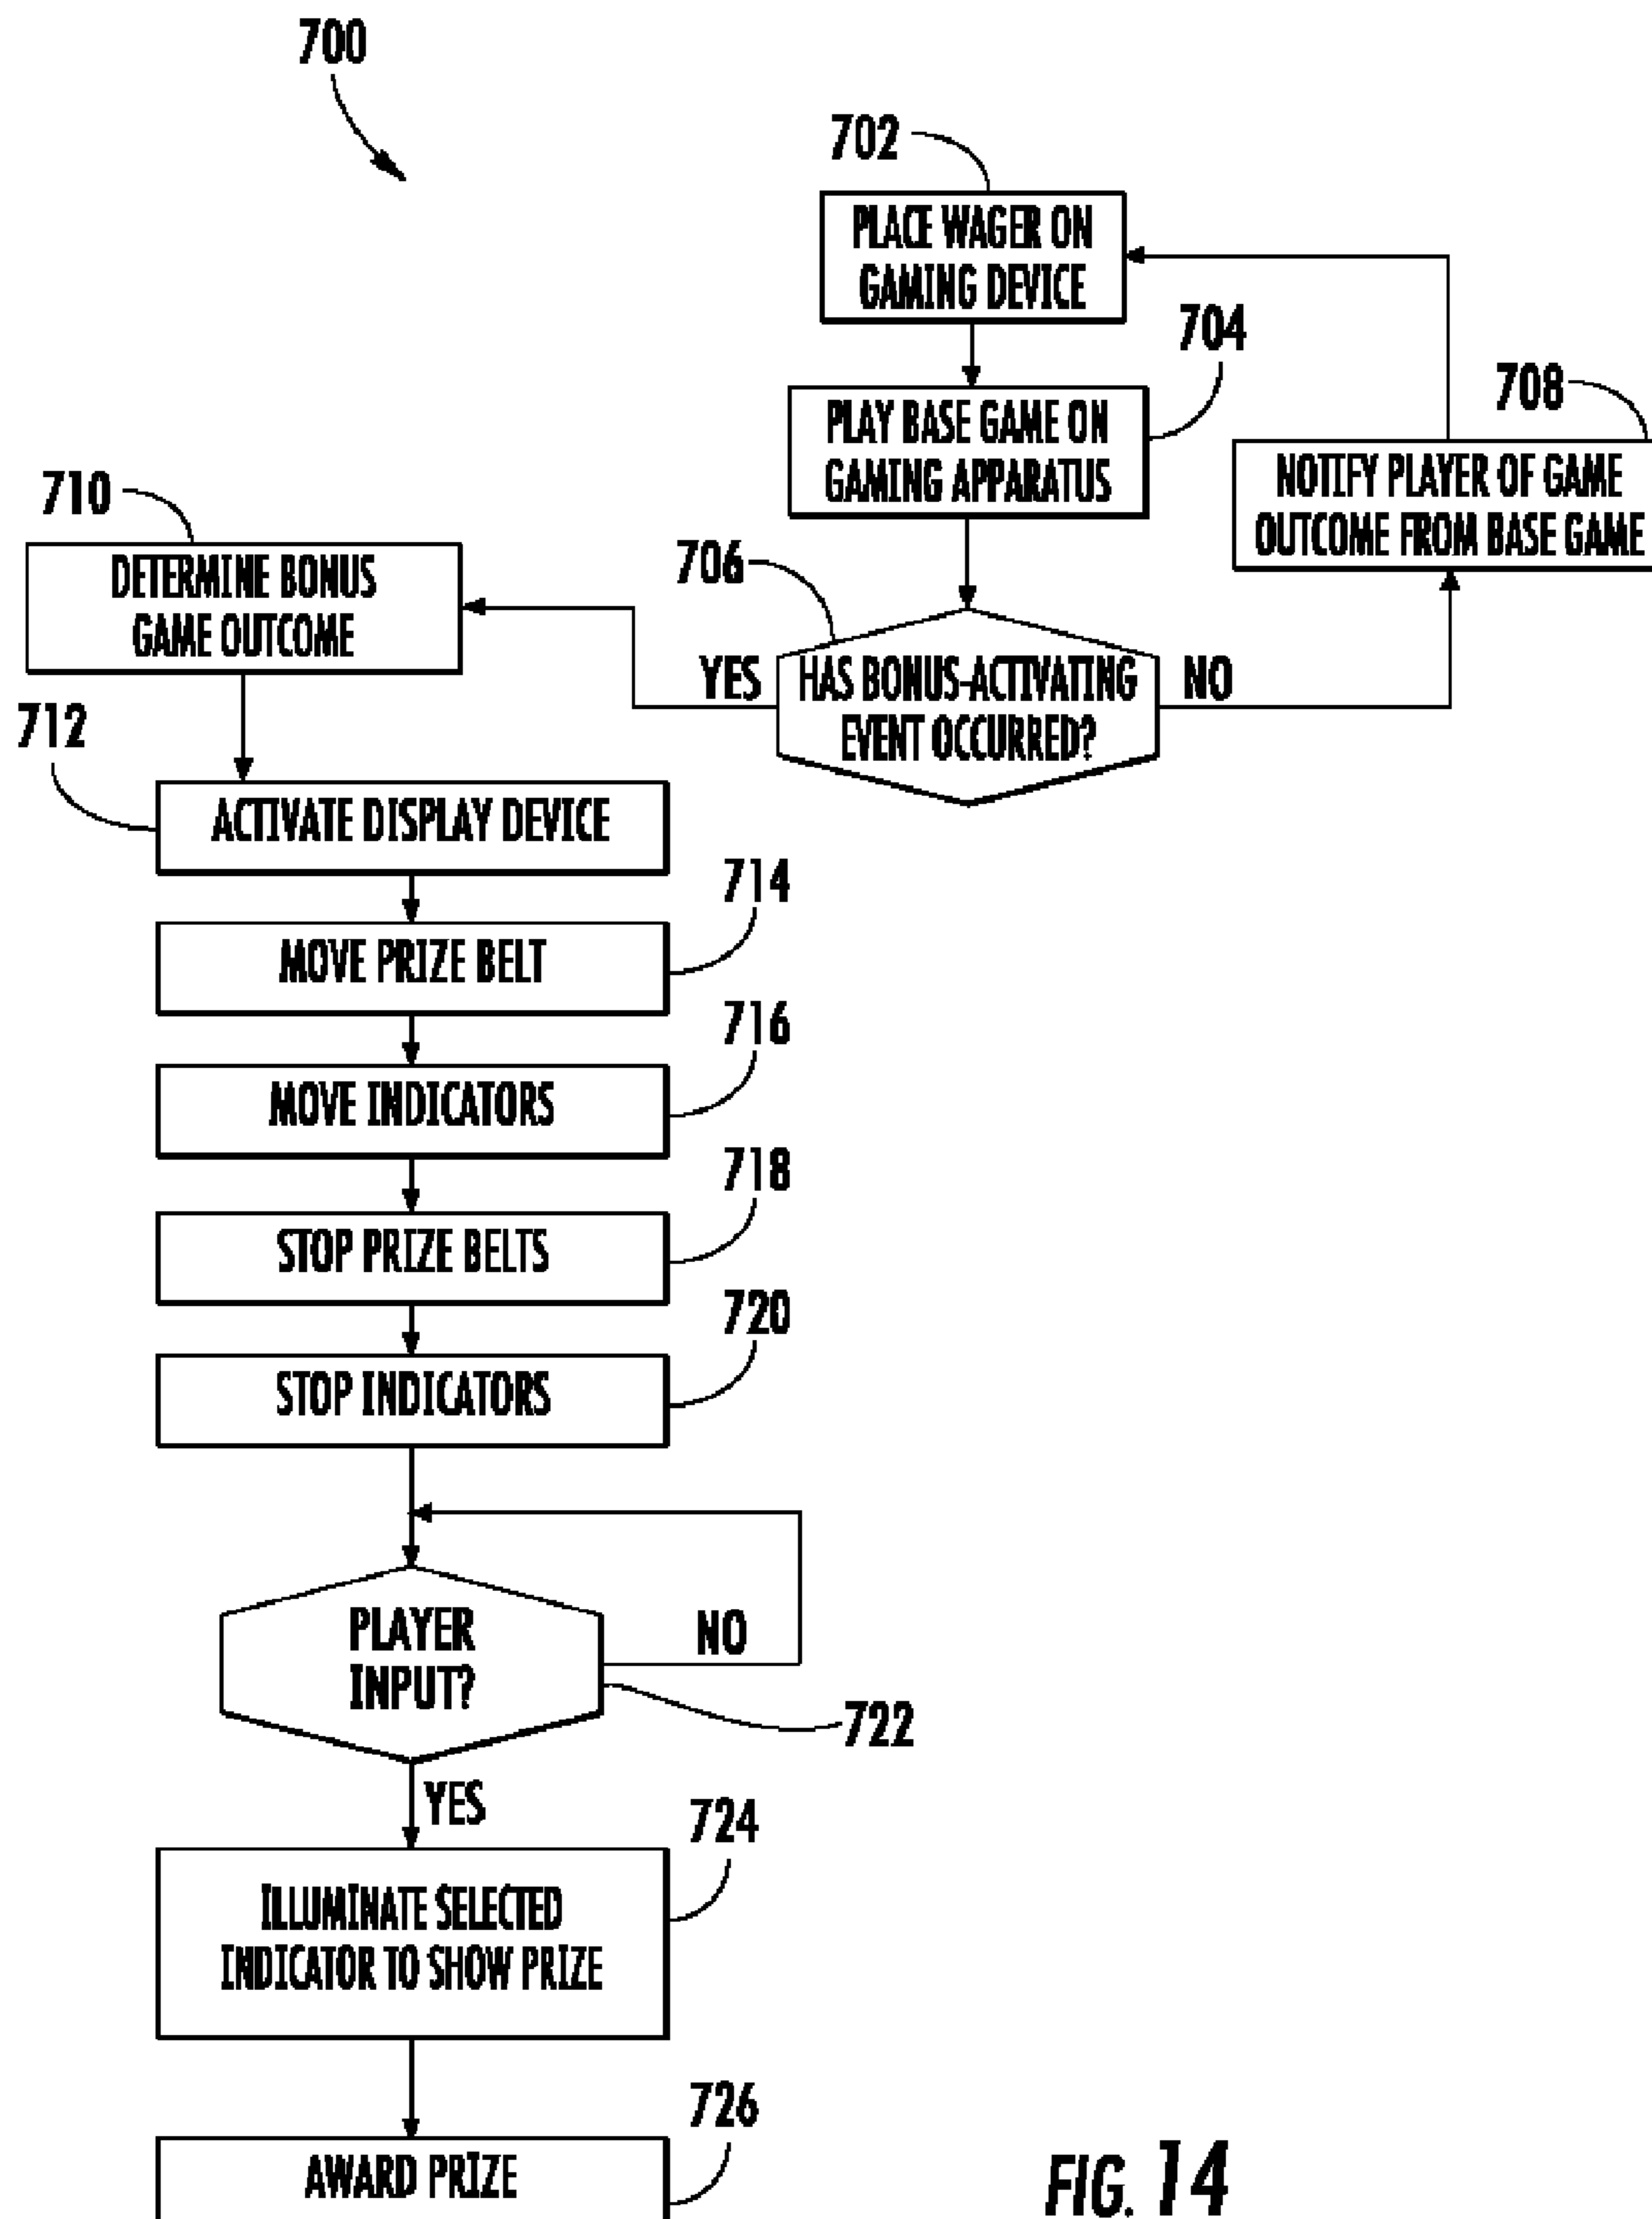 700
702
PLACE WAGER ON
GAMING DEVICE
704
PLAY BASE GAME ON
GAMING APPARATUS
708
NOTIFY PLAYER OF GAME
OUTCOME FROM BASE GAME
706
HAS BONUS-ACTIVATING
EVENT OCCURRED?
YES
NO
710
DETERMINE BONUS
GAME OUTCOME
712
ACTIVATE DISPLAY DEVICE
714
MOVE PRIZE BELT
716
MOVE INDICATORS
718
STOP PRIZE BELTS
720
STOP INDICATORS
PLAYER
INPUT?
NO
722
YES
724
ILLUMINATE SELECTED
INDICATOR TO SHOW PRIZE
726
AWARD PRIZE
FIG. 14